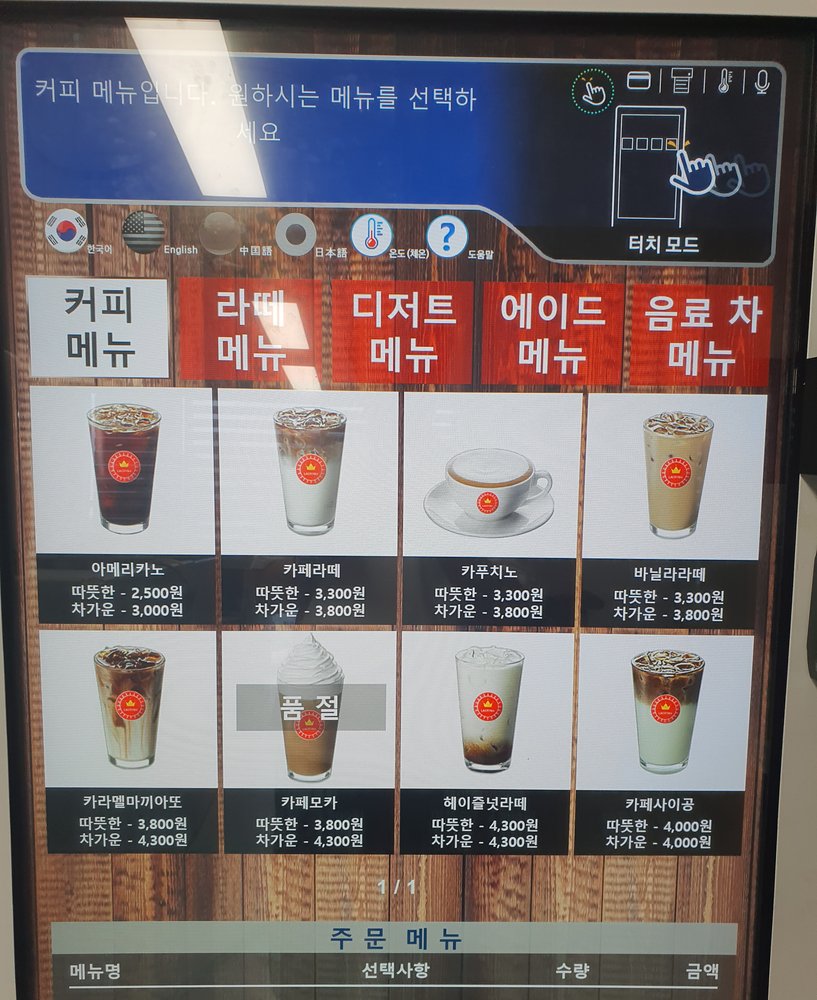 커피 메뉴입니다. 원하시는 메뉴를 선택하
세요
터치 모드
한국어
English
中国語
日本語
온도(체온)
?
도움말
커피
메뉴
라떼
메뉴
디저트
메뉴
에이드
메뉴
음료 차
메뉴
아메리카노
따뜻한 - 2,500원
차가운 - 3,000원
카페라떼
따뜻한 - 3,300원
차가운 - 3,800원
카푸치노
따뜻한 - 3,300원
차가운 - 3,800원
바닐라라떼
따뜻한 - 3,300원
차가운 - 3,800원
카라멜마끼아또
따뜻한 - 3,800원
차가운 - 4,300원
품 절
카페모카
따뜻한 - 3,800원
차가운 - 4,300원
헤이즐넛라떼
따뜻한 - 4,300원
차가운 - 4,300원
카페사이공
따뜻한 - 4,000원
차가운 - 4,000원
1 / 1
주 문 메 뉴
메뉴명 선택사항 수량 금액